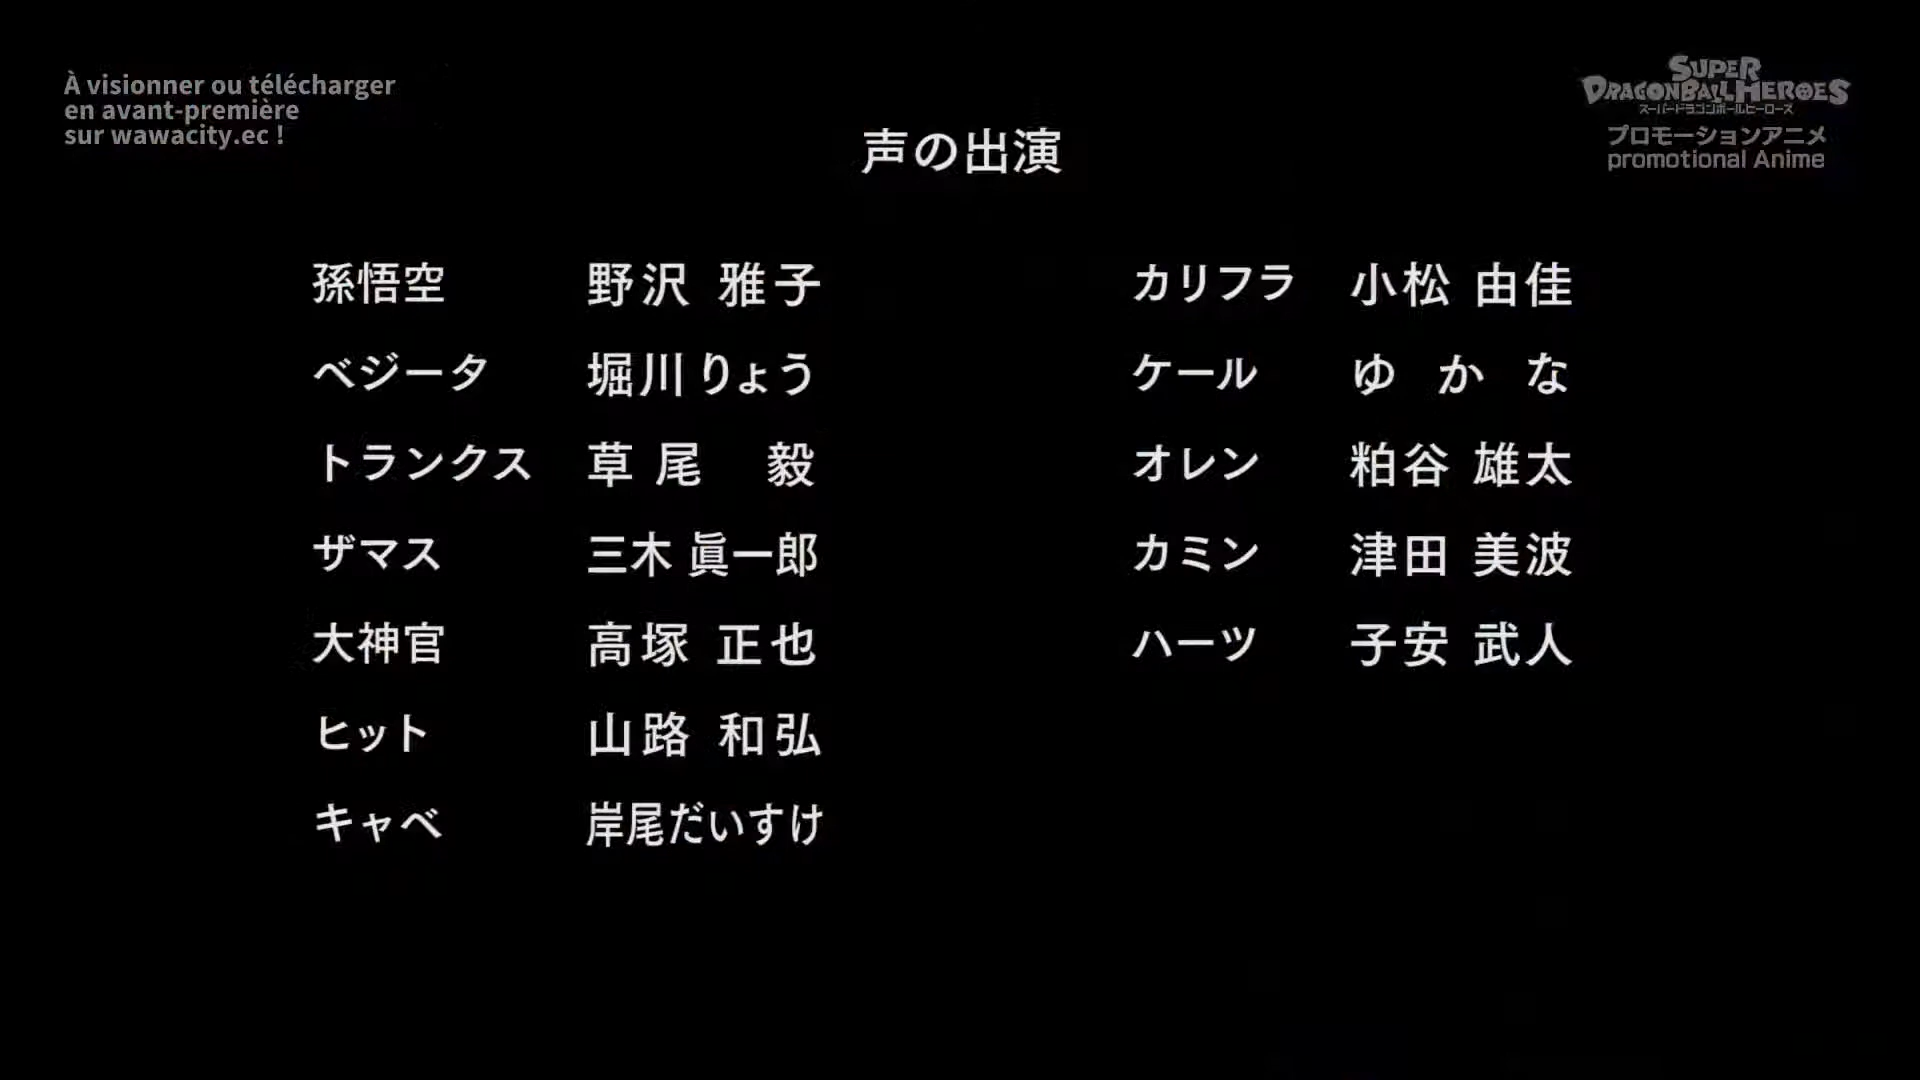 À visionner ou télécharger
en avant-première
sur wawacity.ec !
SUPER
DRAGONBALL HEROES
スーパードラゴンボールヒーローズ
プロモーションアニメ
promotional Anime
声の出演
孫悟空 野沢 雅子
ベジータ 堀川りょう
トランクス 草尾 毅
ザマス 三木 眞一郎
大神官 高塚 正也
ヒット 山路 和弘
キャベ 岸尾だいすけ
カリフラ 小松 由佳
ケール ゆかな
オレン 粕谷 雄太
カミン 津田 美波
ハーツ 子安 武人